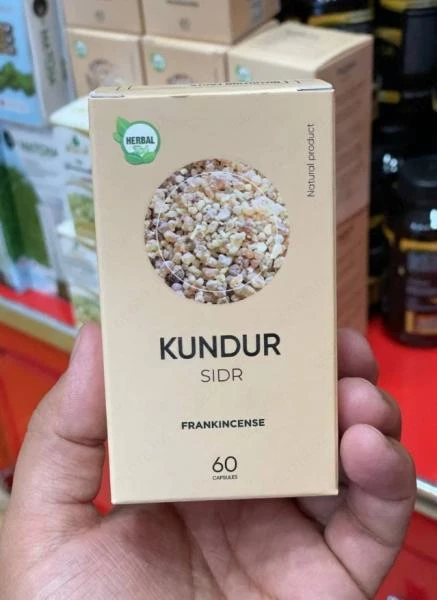 HERBAL
Natural product
KUNDUR
SIDR
FRANKINCENSE
60
CAPSULES